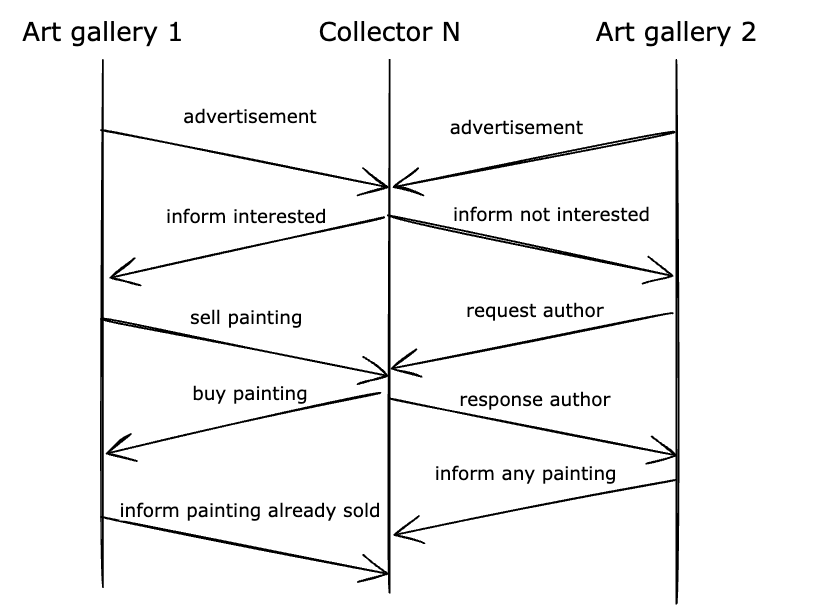 Art gallery 1
Collector N
Art gallery 2
advertisement
advertisement
inform interested
inform not interested
sell painting
request author
buy painting
response author
inform any painting
inform painting already sold